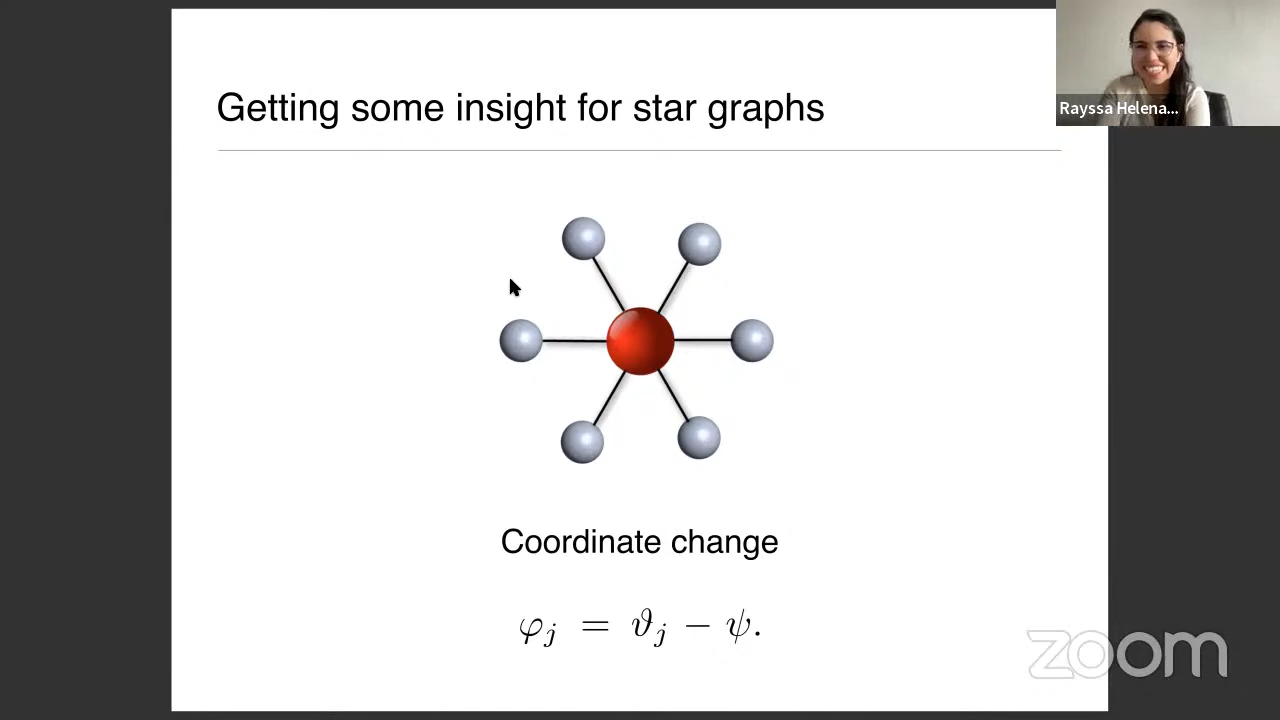 Getting some insight for star graphs
Rayssa Helena...
Coordinate change
φj = ϑj − ψ.
zoom